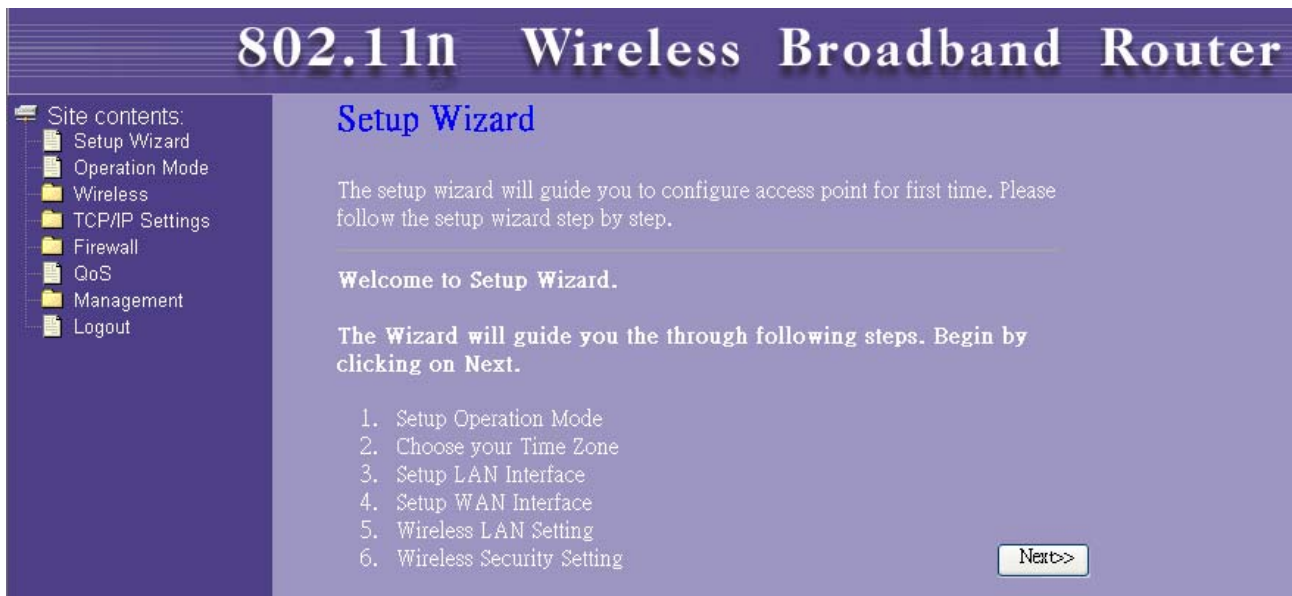 802.11n Wireless Broadband Router
Site contents:
Setup Wizard
Operation Mode
Wireless
TCP/IP Settings
Firewall
QoS
Management
Logout
Setup Wizard
The setup wizard will guide you to configure access point for first time. Please
follow the setup wizard step by step.
Welcome to Setup Wizard.
The Wizard will guide you the through following steps. Begin by
clicking on Next.
1. Setup Operation Mode
2. Choose your Time Zone
3. Setup LAN Interface
4. Setup WAN Interface
5. Wireless LAN Setting
6. Wireless Security Setting
Next>>